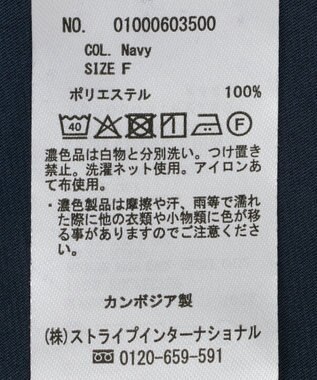 NO. 01000603500
COL. Navy
SIZE F
ポリエステル 100%
40 F
濃色品は白物と分別洗い。つけ置き
禁止。洗濯ネット使用。アイロンあ
て布使用。
・濃色製品は摩擦や汗、雨等で濡れ
た際に他の衣類や小物類に色が移
る事がありますのでご注意くださ
い。
カンボジア製
(株)ストライプインターナショナル
0120-659-591